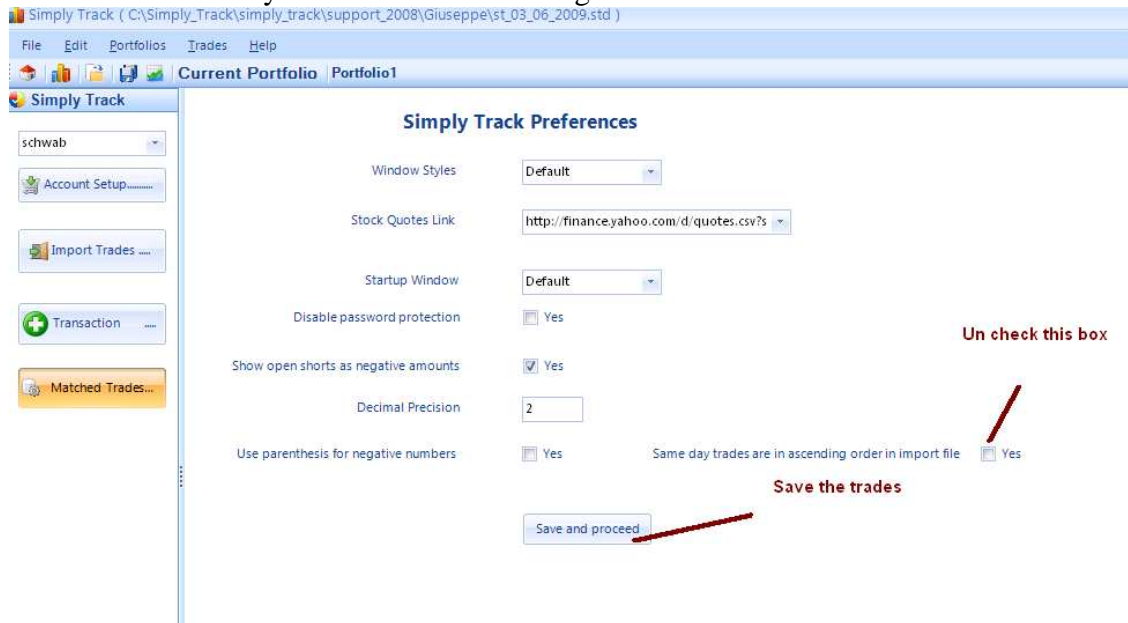 Simply Track ( C:\Simply_Track\simply_track\support_2008\Giuseppe\st_03_06_2009.std )
File Edit Portfolios Trades Help
Current Portfolio Portfolio1
Simply Track
schwab
Account Setup.........
Import Trades .....
Transaction ....
Matched Trades...
Simply Track Preferences
Window Styles Default
Stock Quotes Link http://finance.yahoo.com/d/quotes.csv?s
Startup Window Default
Disable password protection Yes
Un check this box
Show open shorts as negative amounts Yes
Decimal Precision 2
Use parenthesis for negative numbers Yes Same day trades are in ascending order in import file Yes
Save the trades
Save and proceed